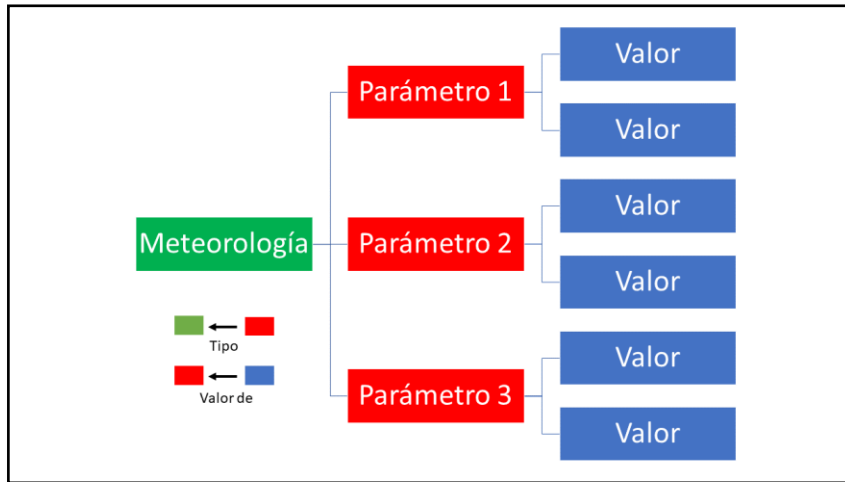 Valor
Parámetro 1
Valor
Valor
Meteorología
Parámetro 2
Valor
Tipo
Valor
Valor de
Parámetro 3
Valor